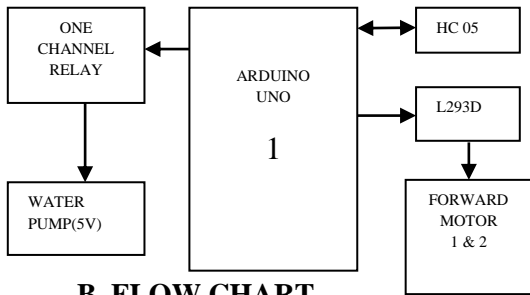 ONE
CHANNEL
RELAY
ARDUINO
UNO
1
HC 05
L293D
WATER
PUMP(5V)
FORWARD
MOTOR
1 & 2
B. FLOW CHART